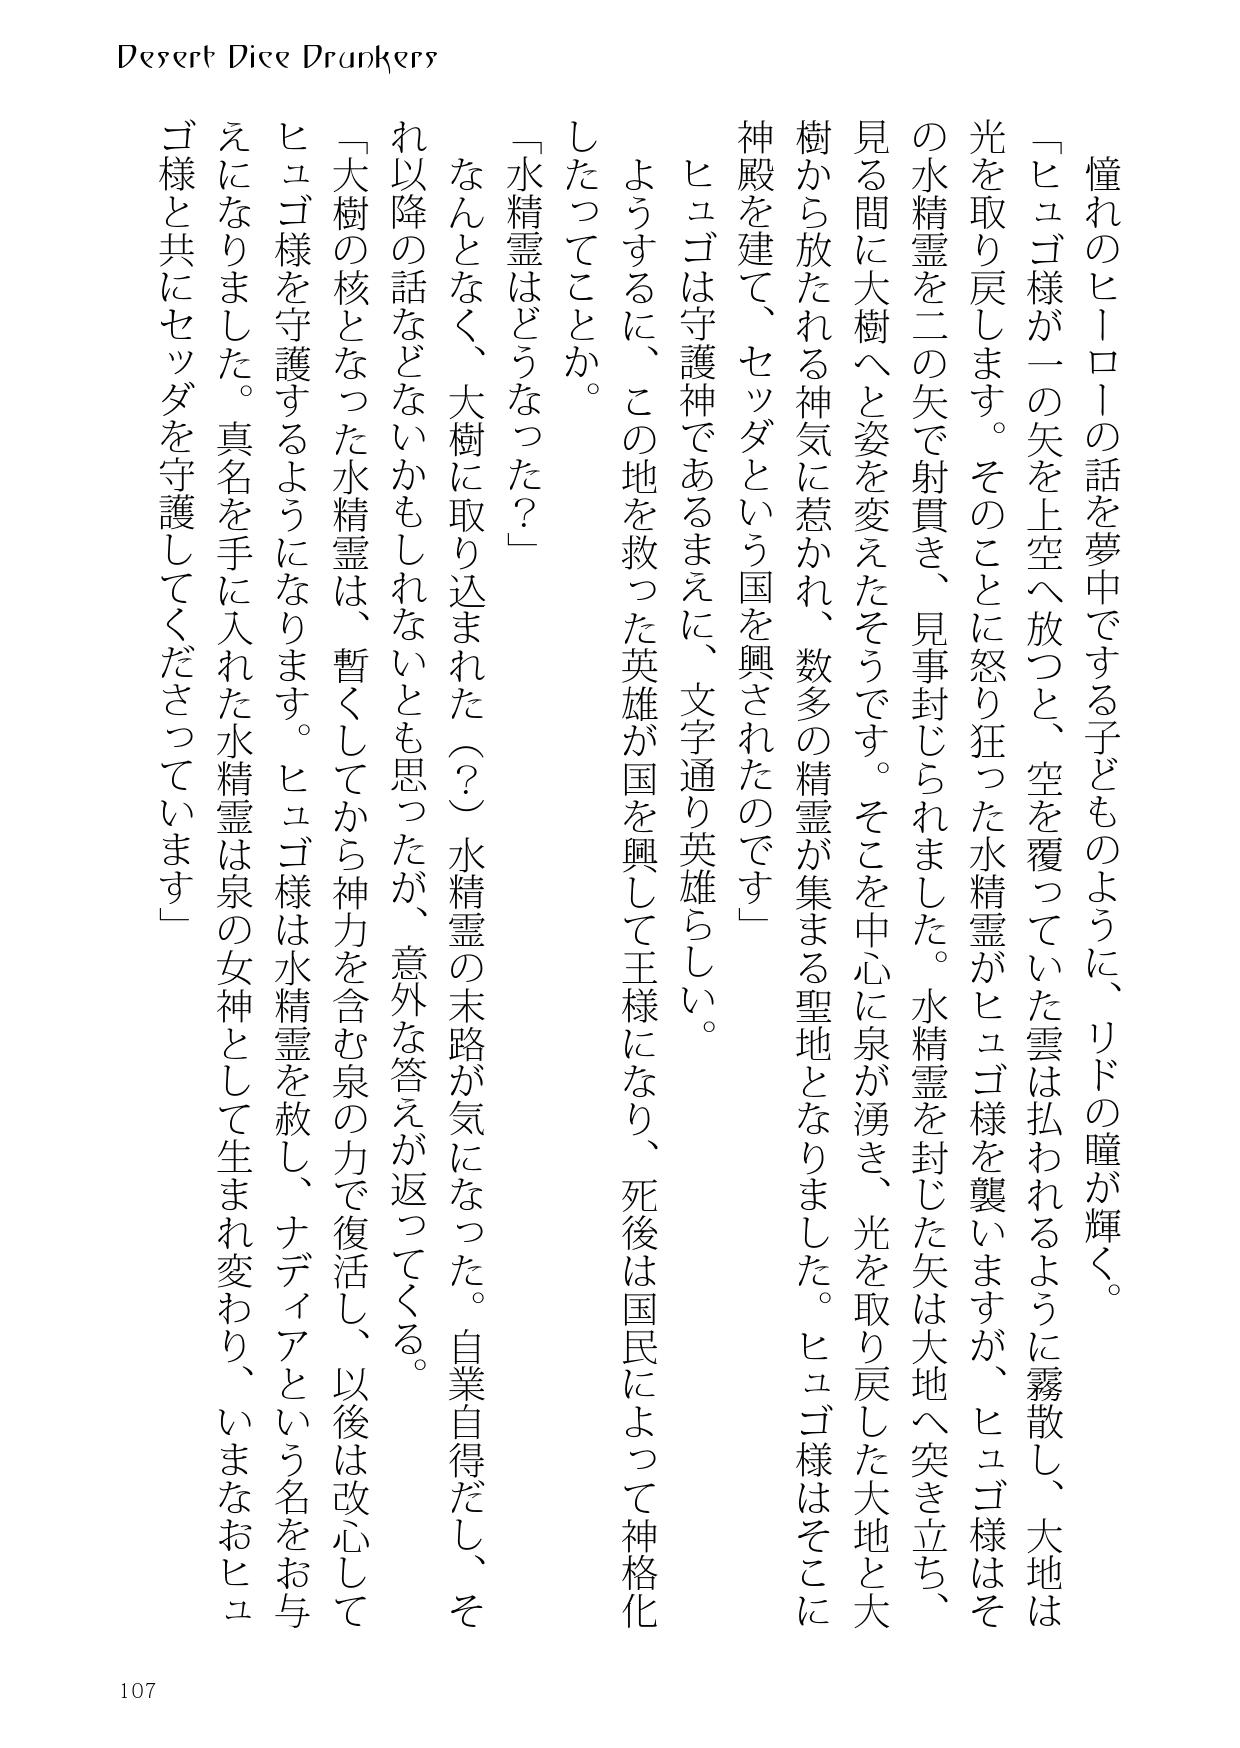 Desert Dice Drunkers
憧れのヒーローの話を夢中でする子どものように、リドの瞳が輝く。
「ヒュゴ様が一の矢を上空へ放つと、空を覆っていた雲は払われるように霧散し、大地は
光を取り戻します。そのことに怒り狂った水精霊がヒュゴ様を襲いますが、ヒュゴ様はそ
の水精霊を二の矢で射貫き、見事封じられました。水精霊を封じた矢は大地へ突き立ち、
見る間に大樹へと姿を変えたそうです。そこを中心に泉が湧き、光を取り戻した大地と大
樹から放たれる神気に惹かれ、数多の精霊が集まる聖地となりました。ヒュゴ様はそこに
神殿を建て、セッダという国を興されたのです」
ヒュゴは守護神であるまえに、文字通り英雄らしい。
ようするに、この地を救った英雄が国を興して王様になり、死後は国民によって神格化
したってことか。
「水精霊はどうなった？」
なんとなく、大樹に取り込まれた（？）水精霊の末路が気になった。自業自得だし、そ
れ以降の話などないかもしれないとも思ったが、意外な答えが返ってくる。
「大樹の核となった水精霊は、暫くしてから神力を含む泉の力で復活し、以後は改心して
ヒュゴ様を守護するようになります。ヒュゴ様は水精霊を赦し、ナディアという名をお与
えになりました。真名を手に入れた水精霊は泉の女神として生まれ変わり、いまなおヒュ
ゴ様と共にセッダを守護してくださっています」
107